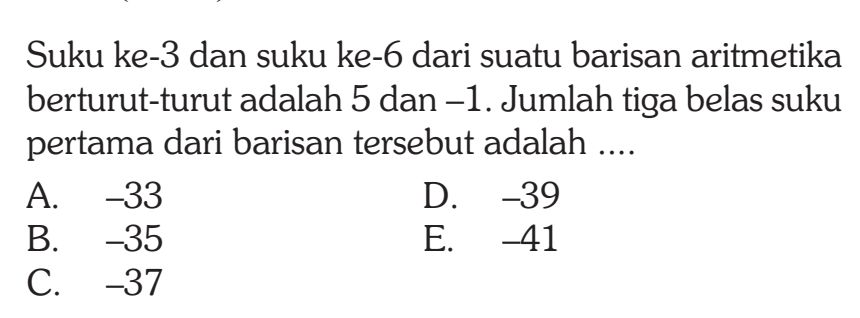 Suku ke-3 dan suku ke-6 dari suatu barisan aritmetika
berturut-turut adalah 5 dan –1. Jumlah tiga belas suku
pertama dari barisan tersebut adalah ....
A. –33
B. –35
C. –37
D. –39
E. –41